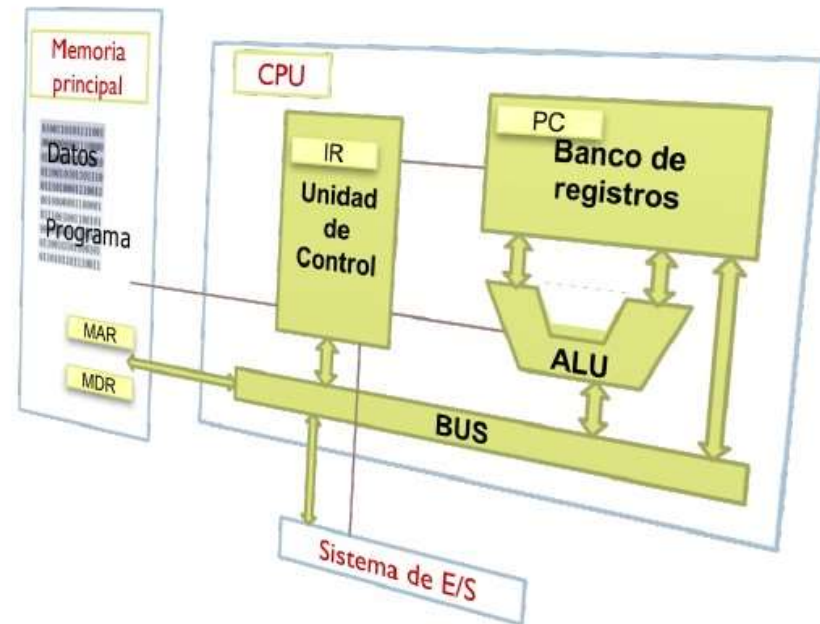 Memoria
principal
Datos
Programa
MAR
MDR
CPU
IR
Unidad
de
Control
PC
Banco de
registros
ALU
BUS
Sistema de E/S